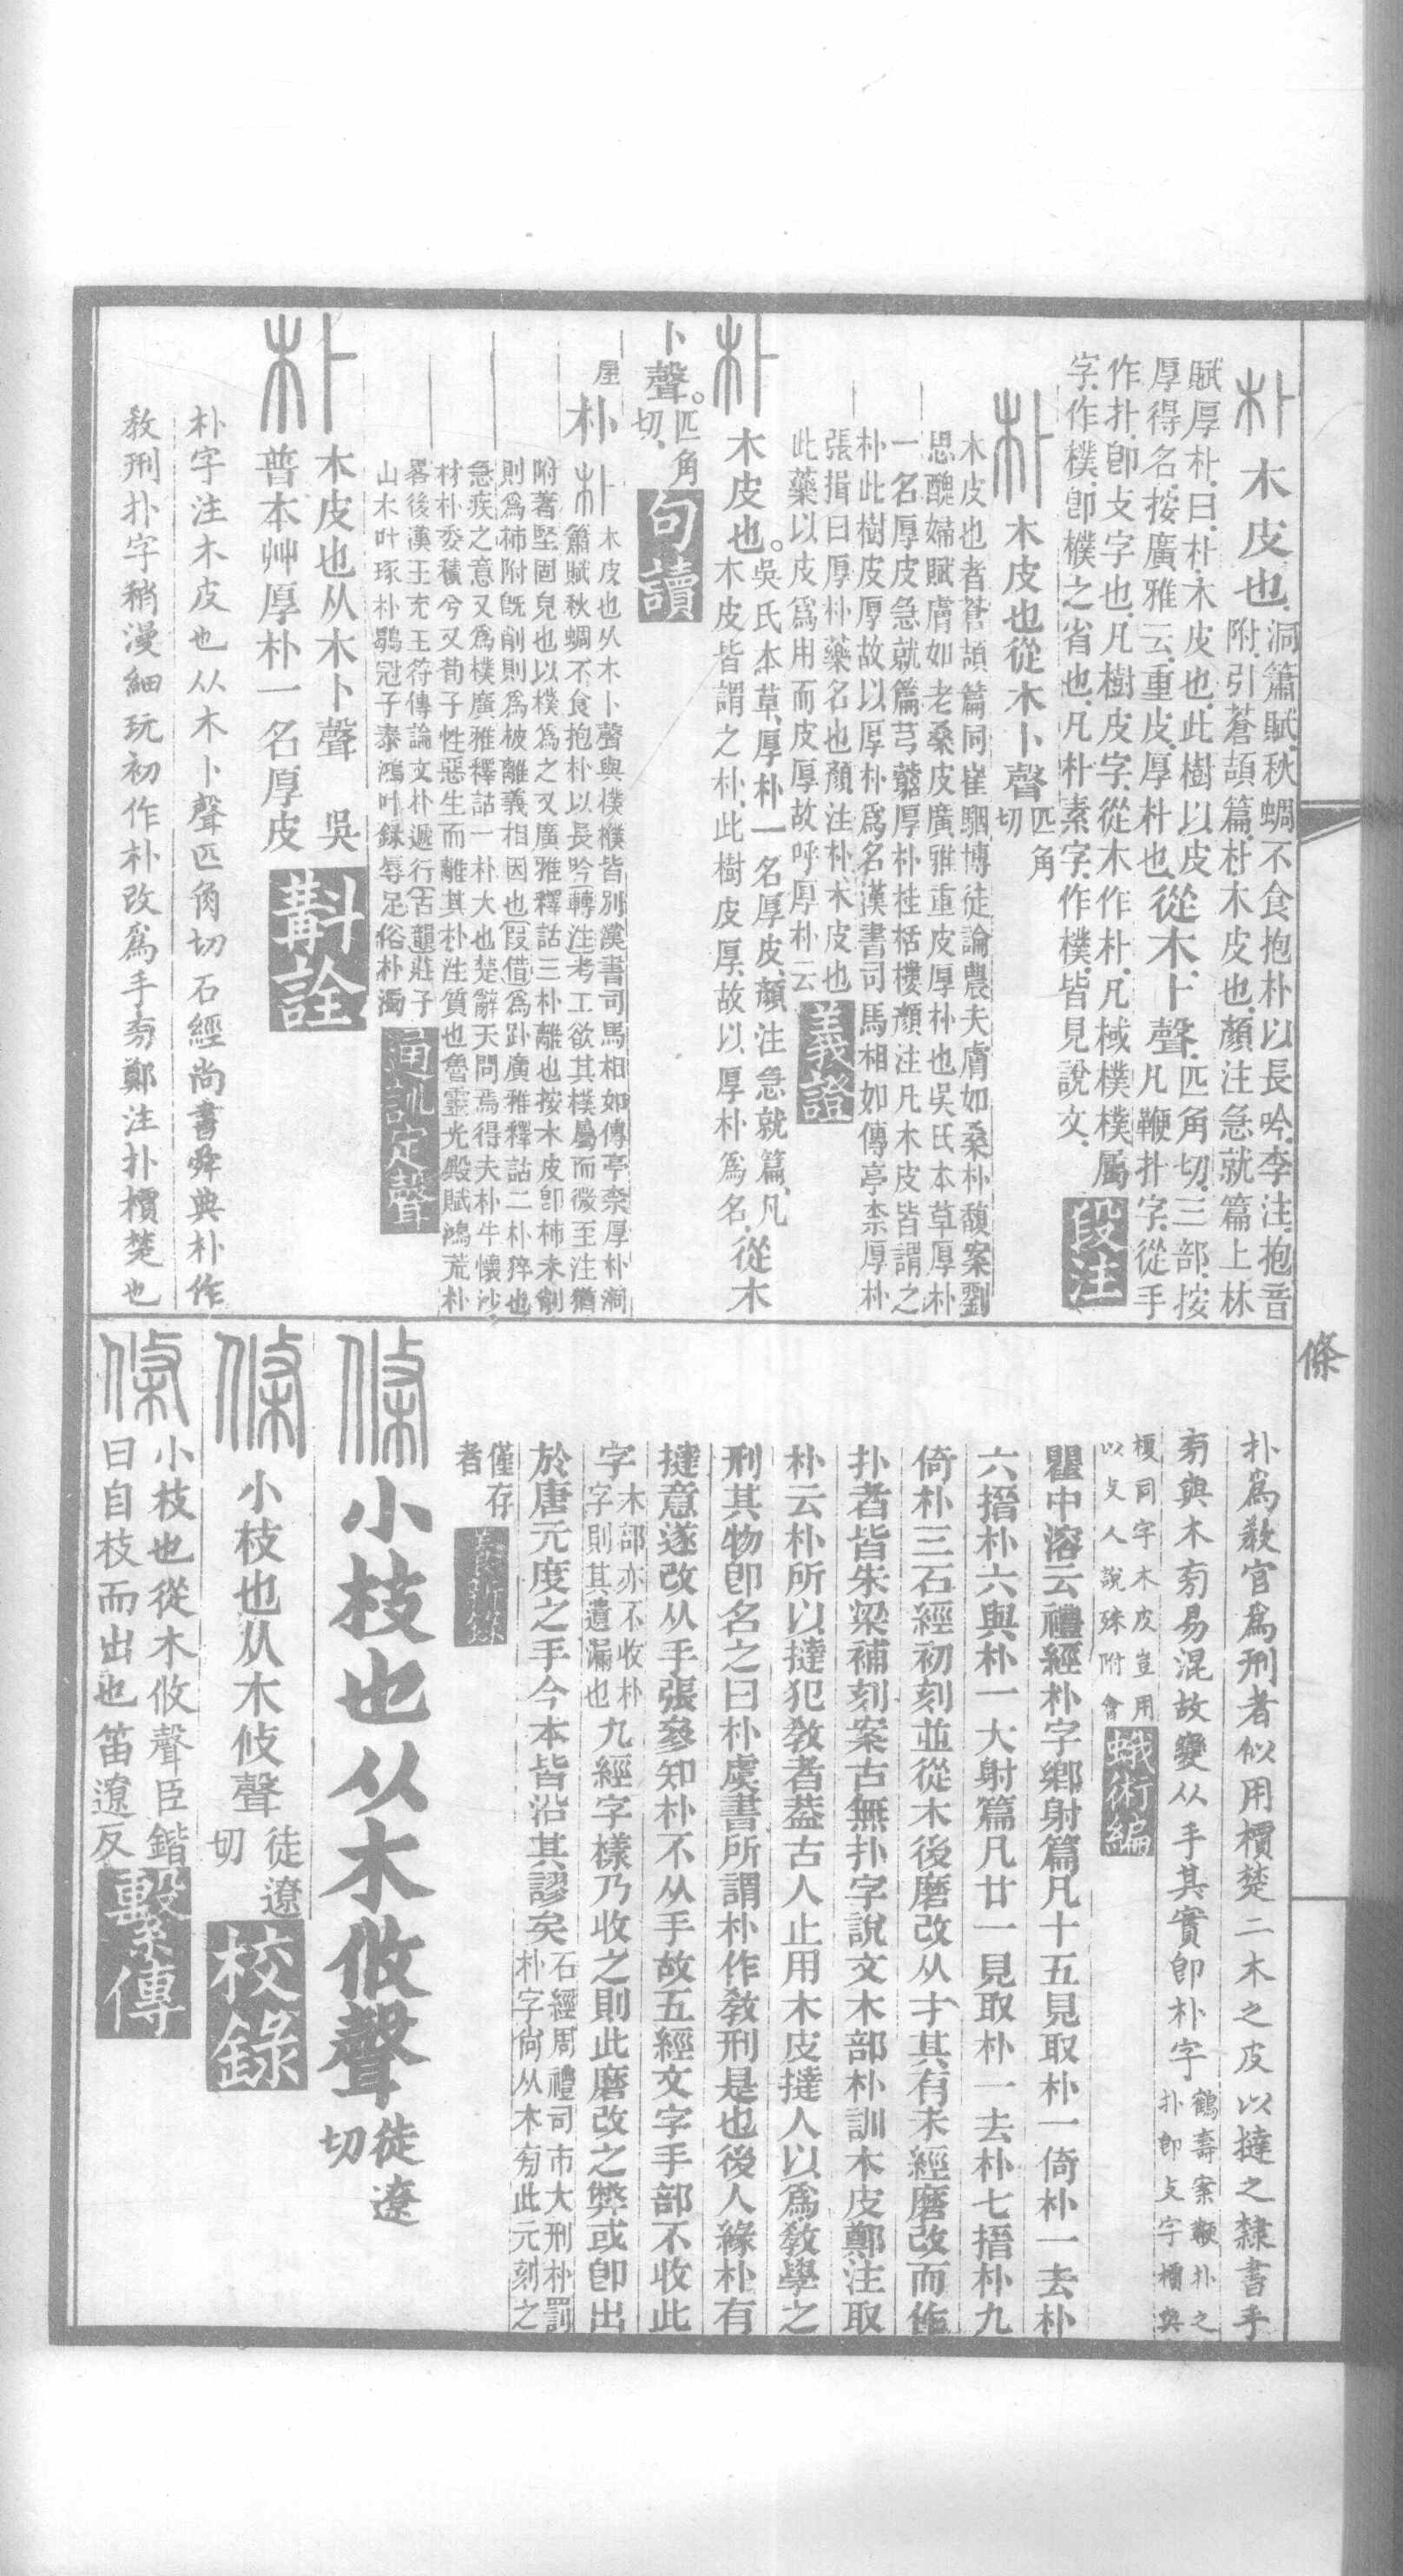 朴 木皮也.洞簫賦.秋蜩不食抱朴以長吟.李注.抱音
附.引蒼頡篇.朴.木皮也.顏注急就篇上林
賦厚朴.曰.朴.木皮也.此樹以皮
厚得名.按廣雅云.重皮.厚朴也.從木.卜聲.匹角切.三部.按
凡鞭扑字.從手
作扑.卽攴字也.凡樹皮字.從木作朴.凡棫樸樸屬
字.作樸.卽樸之省也.凡朴素字.作樸.皆見說文.段注
朴 木皮也從木卜聲匹角切
木皮也者蒼頡篇同崔駰博徒論農夫膚如桑朴馥案劉
思醜婦賦膚如老桑皮廣雅重皮厚朴也吳氏本草厚朴
一名厚皮急就篇芎藭厚朴桂栝樓顏注凡木皮皆謂之
朴此樹皮厚故以厚朴爲名漢書司馬相如傳亭柰厚朴
張揖曰厚朴藥名也顏注朴木皮也
此藥以皮爲用而皮厚故呼厚朴云 義證
朴 木皮也。吳氏本草厚朴一名厚皮顏注急就篇凡
木皮皆謂之朴.此樹皮厚.故以厚朴爲名.從木
卜聲。匹角切.句讀
屋 朴 朴 木皮也从木卜聲與樸檏皆別漢書司馬相如傳亭柰厚朴洞
簫賦秋蜩不食抱朴以長吟轉注考工欲其樸屬而微至注猶
附著堅固皃也以樸爲之又廣雅釋詁三朴離也按木皮卽柿未削
則爲柿附旣削則爲柀離義相因也叚借爲趴廣雅釋詁二朴猝也
急疾之意又爲樸廣雅釋詁一朴大也楚辭天問焉得夫朴牛懷沙.
材朴委積兮又荀子性惡生而離其朴注質也魯靈光殿賦鴻荒朴
畧後漢王充王符傳論文朴遞行古韻莊子
山木叶琢朴鶡冠子泰鴻叶錄辱足俗朴濁 通訓定聲
朴 木皮也从木卜聲 吳
普本艸厚朴一名厚皮 斠詮
朴字注木皮也从木卜聲匹角切石經尚書舜典朴作
敎刑扑字稍漫細玩初作朴改爲手旁鄭注扑檟楚也
條
扑爲敎官爲刑者似用檟楚二木之皮以撻之隸書手
旁與木旁易混故變从手其實卽朴字鶴壽案鞭扑之
扑卽攴字檟與
榎同字木皮豈用
以攴人說殊附會 蛾術編
瞿中溶云禮經朴字鄉射篇凡十五見取朴一倚朴一去朴
六搢朴六與朴一大射篇凡廿一見取朴一去朴七搢朴九
倚朴三石經初刻並從木後磨改从才其有未經磨改而作
扑者皆朱梁補刻案古無扑字說文木部朴訓木皮鄭注取
朴云朴所以撻犯敎者葢古人止用木皮撻人以爲敎學之
刑其物卽名之曰朴虞書所謂朴作敎刑是也後人緣朴有
撻意遂改从手張參知朴不从手故五經文字手部不收此
字木部亦不收朴
字則其遺漏也九經字樣乃收之則此磨改之弊或卽出
於唐元度之手今本皆沿其謬矣石經周禮司市大刑朴罰
朴字尙从木旁此元刻之
僅存
者
條 小枝也从木攸聲徒遼切
條 小枝也从木攸聲徒遼切 校錄
條 小枝也從木攸聲臣鍇
曰自枝而出也笛遼反 繫傳